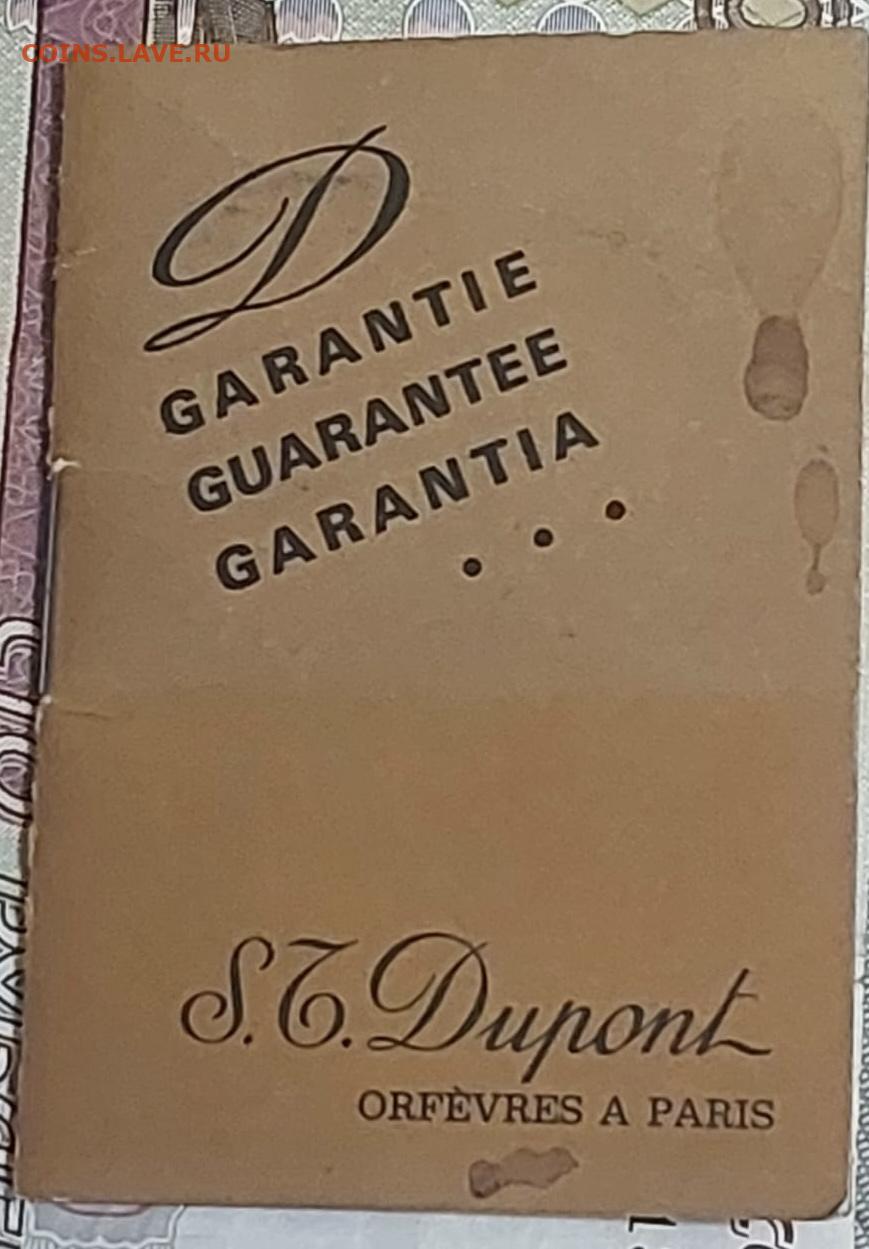 COINS.LAVE.RU
D
GARANTIE
GUARANTEE
GARANTIA
...
S.T. Dupont
ORFÈVRES A PARIS